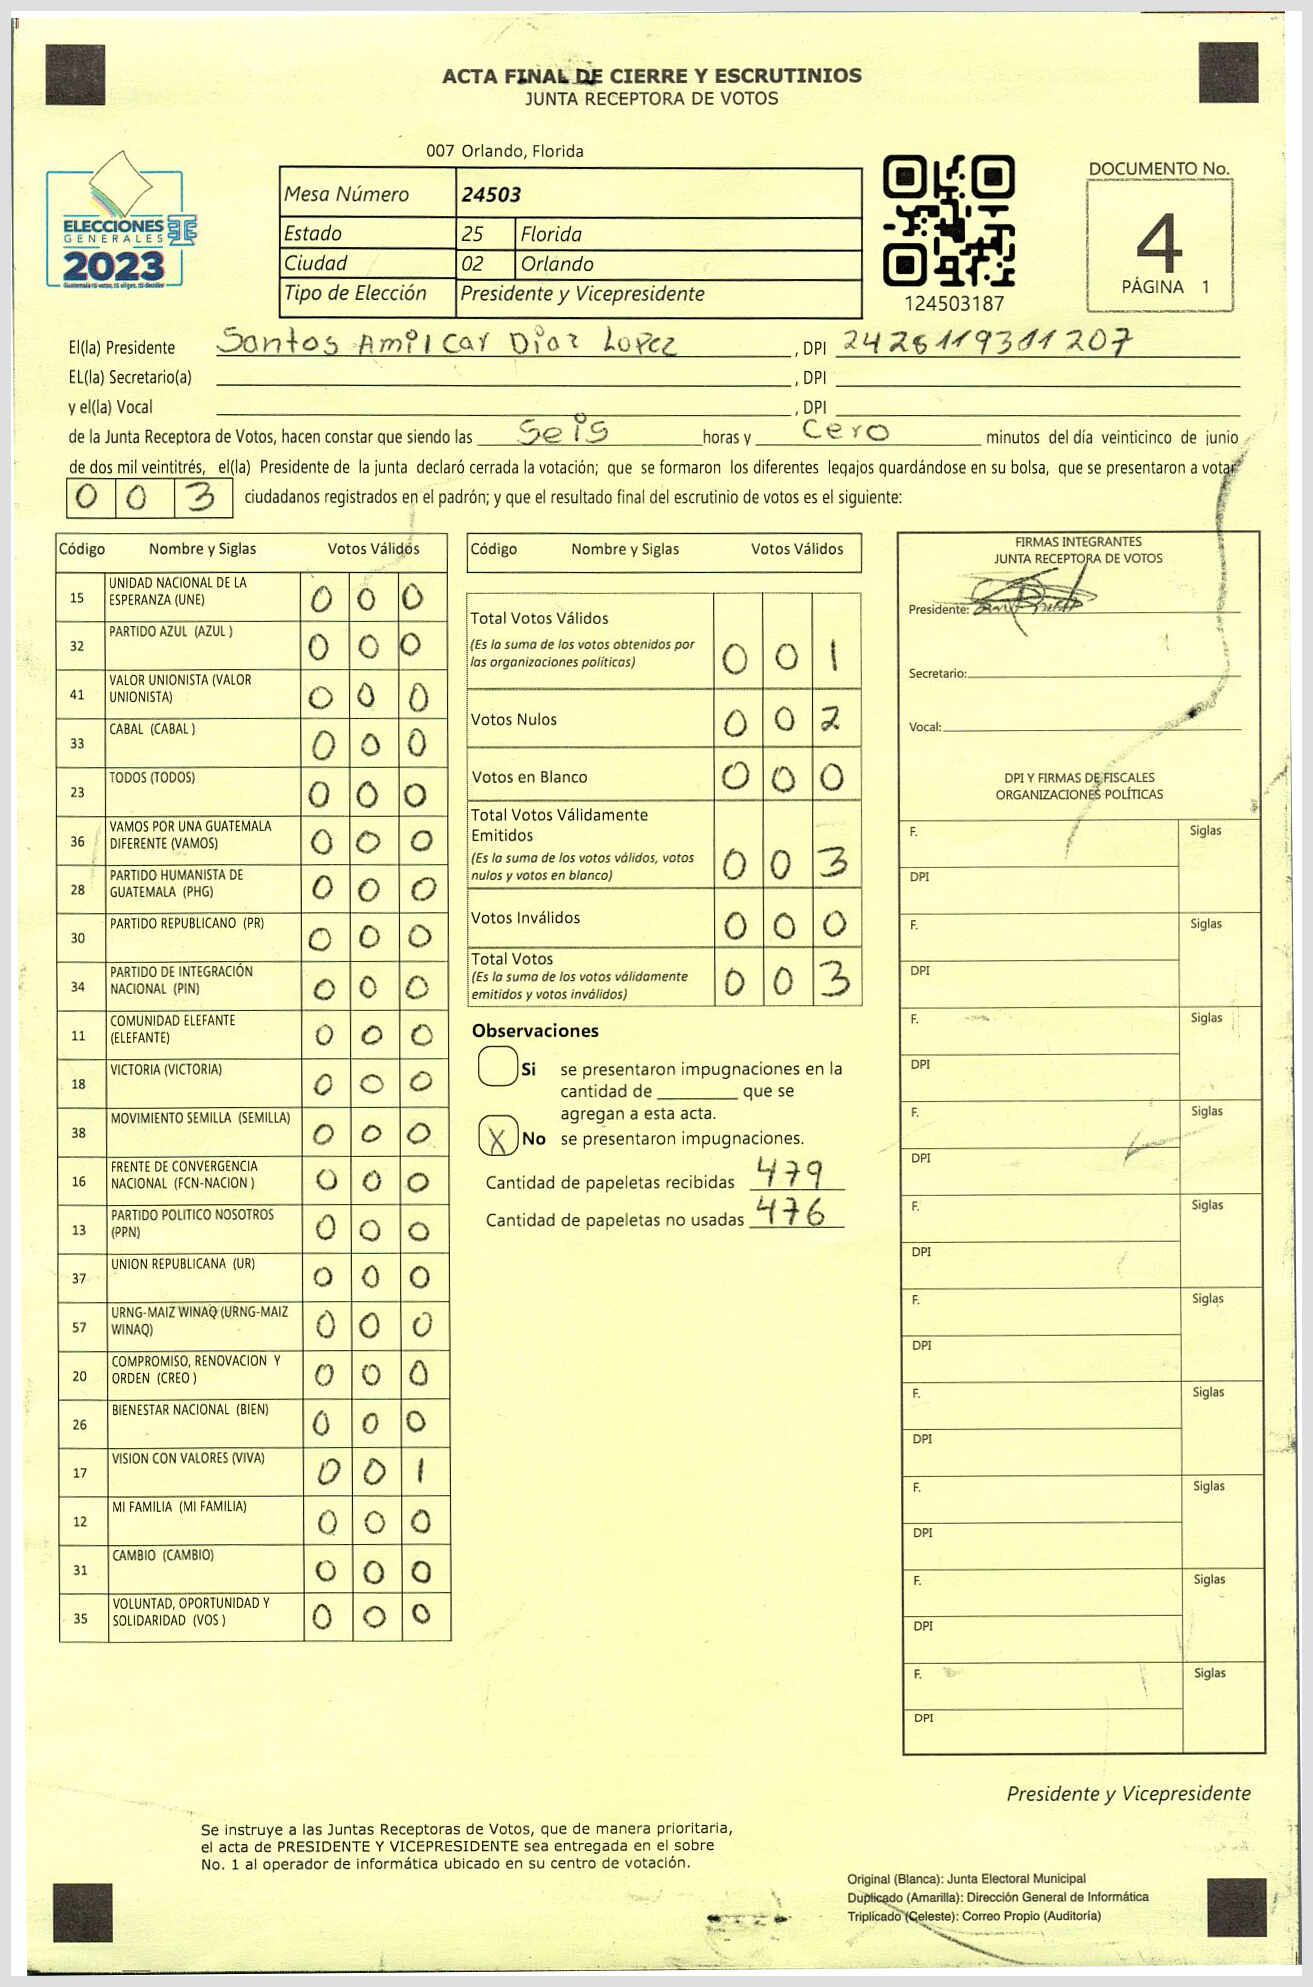 ACTA FINAL DE CIERRE Y ESCRUTINIOS
JUNTA RECEPTORA DE VOTOS
007 Orlando, Florida
ELECCIONES
GENERALES
2023
Mesa Número 24503
Estado 25 Florida
Ciudad 02 Orlando
Tipo de Elección Presidente y Vicepresidente
124503187
DOCUMENTO No.
4
PÁGINA 1
El(la) Presidente Santos Amilcar Diaz Lopez, DPI 2428119311207
EL(la) Secretario(a) , DPI
y el(la) Vocal , DPI
de la Junta Receptora de Votos, hacen constar que siendo las Seis horas y Cero minutos del día veinticinco de junio
de dos mil veintitrés, el(la) Presidente de la junta declaró cerrada la votación; que se formaron los diferentes legajos guardándose en su bolsa, que se presentaron a votar
0 0 3 ciudadanos registrados en el padrón; y que el resultado final del escrutinio de votos es el siguiente:
Código Nombre y Siglas Votos Válidos
15 UNIDAD NACIONAL DE LA ESPERANZA (UNE) 0 0 0
32 PARTIDO AZUL (AZUL ) 0 0 0
41 VALOR UNIONISTA (VALOR UNIONISTA) 0 0 0
33 CABAL (CABAL ) 0 0 0
23 TODOS (TODOS) 0 0 0
36 VAMOS POR UNA GUATEMALA DIFERENTE (VAMOS) 0 0 0
28 PARTIDO HUMANISTA DE GUATEMALA (PHG) 0 0 0
30 PARTIDO REPUBLICANO (PR) 0 0 0
34 PARTIDO DE INTEGRACIÓN NACIONAL (PIN) 0 0 0
11 COMUNIDAD ELEFANTE (ELEFANTE) 0 0 0
18 VICTORIA (VICTORIA) 0 0 0
38 MOVIMIENTO SEMILLA (SEMILLA) 0 0 0
16 FRENTE DE CONVERGENCIA NACIONAL (FCN-NACION ) 0 0 0
13 PARTIDO POLITICO NOSOTROS (PPN) 0 0 0
37 UNION REPUBLICANA (UR) 0 0 0
57 URNG-MAIZ WINAQ (URNG-MAIZ WINAQ) 0 0 0
20 COMPROMISO, RENOVACION Y ORDEN (CREO ) 0 0 0
26 BIENESTAR NACIONAL (BIEN) 0 0 0
17 VISION CON VALORES (VIVA) 0 0 1
12 MI FAMILIA (MI FAMILIA) 0 0 0
31 CAMBIO (CAMBIO) 0 0 0
35 VOLUNTAD, OPORTUNIDAD Y SOLIDARIDAD (VOS ) 0 0 0
Código Nombre y Siglas Votos Válidos
Total Votos Válidos
(Es la suma de los votos obtenidos por
las organizaciones políticas) 0 0 1
Votos Nulos 0 0 2
Votos en Blanco 0 0 0
Total Votos Válidamente
Emitidos
(Es la suma de los votos válidos, votos
nulos y votos en blanco) 0 0 3
Votos Inválidos 0 0 0
Total Votos
(Es la suma de los votos válidamente
emitidos y votos inválidos) 0 0 3
Observaciones
Si se presentaron impugnaciones en la
cantidad de ________ que se
agregan a esta acta.
X No se presentaron impugnaciones.
Cantidad de papeletas recibidas 479
Cantidad de papeletas no usadas 476
FIRMAS INTEGRANTES
JUNTA RECEPTORA DE VOTOS
Presidente:
Secretario:
Vocal:
DPI Y FIRMAS DE FISCALES
ORGANIZACIONES POLÍTICAS
F. Siglas
DPI
F. Siglas
DPI
F. Siglas
DPI
F. Siglas
DPI
F. Siglas
DPI
F. Siglas
DPI
F. Siglas
DPI
F. Siglas
DPI
F. Siglas
DPI
F. Siglas
DPI
Presidente y Vicepresidente
Se instruye a las Juntas Receptoras de Votos, que de manera prioritaria,
el acta de PRESIDENTE Y VICEPRESIDENTE sea entregada en el sobre
No. 1 al operador de informática ubicado en su centro de votación.
Original (Blanca): Junta Electoral Municipal
Duplicado (Amarilla): Dirección General de Informática
Triplicado (Celeste): Correo Propio (Auditoría)